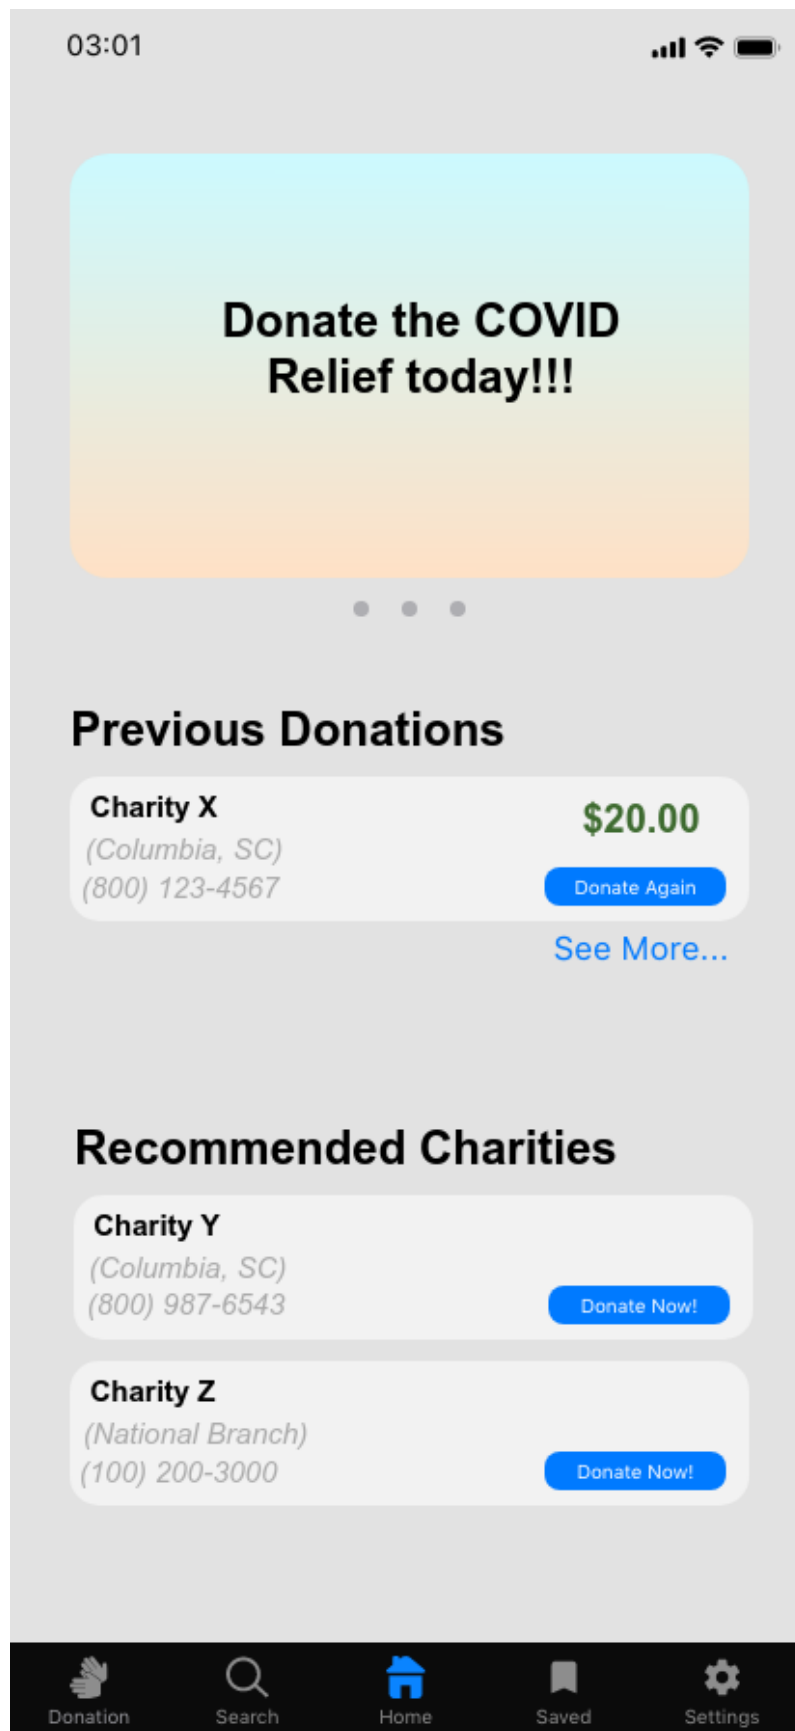 03:01
Donate the COVID
Relief today!!!
Previous Donations
Charity X
$20.00
(Columbia, SC)
(800) 123-4567
Donate Again
See More...
Recommended Charities
Charity Y
(Columbia, SC)
(800) 987-6543
Donate Now!
Charity Z
(National Branch)
(100) 200-3000
Donate Now!
Donation Search Home Saved Settings